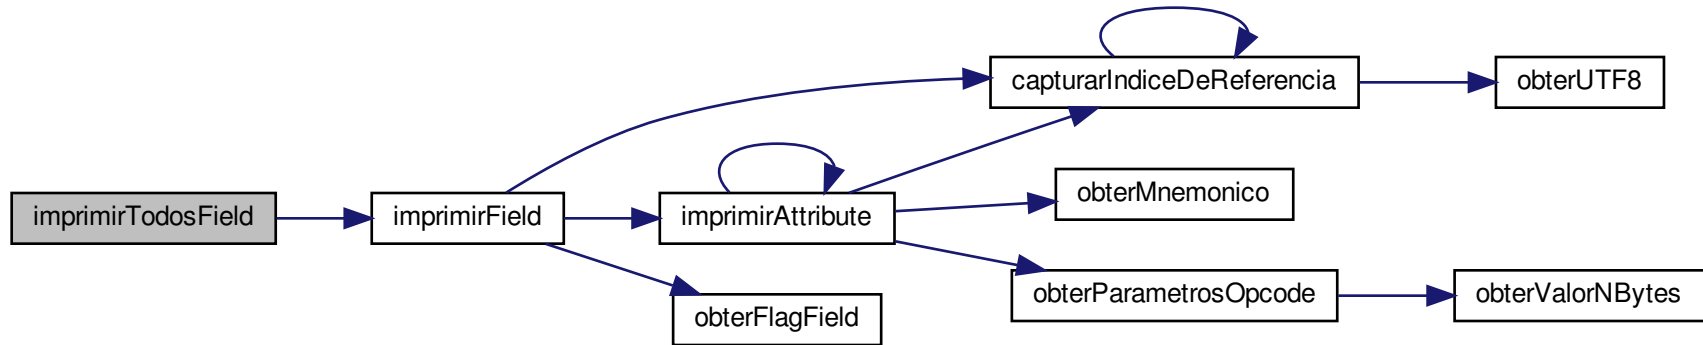 imprimirTodosField
imprimirField
imprimirAttribute
obterFlagField
capturarIndiceDeReferencia
obterMnemonico
obterParametrosOpcode
obterUTF8
obterValorNBytes